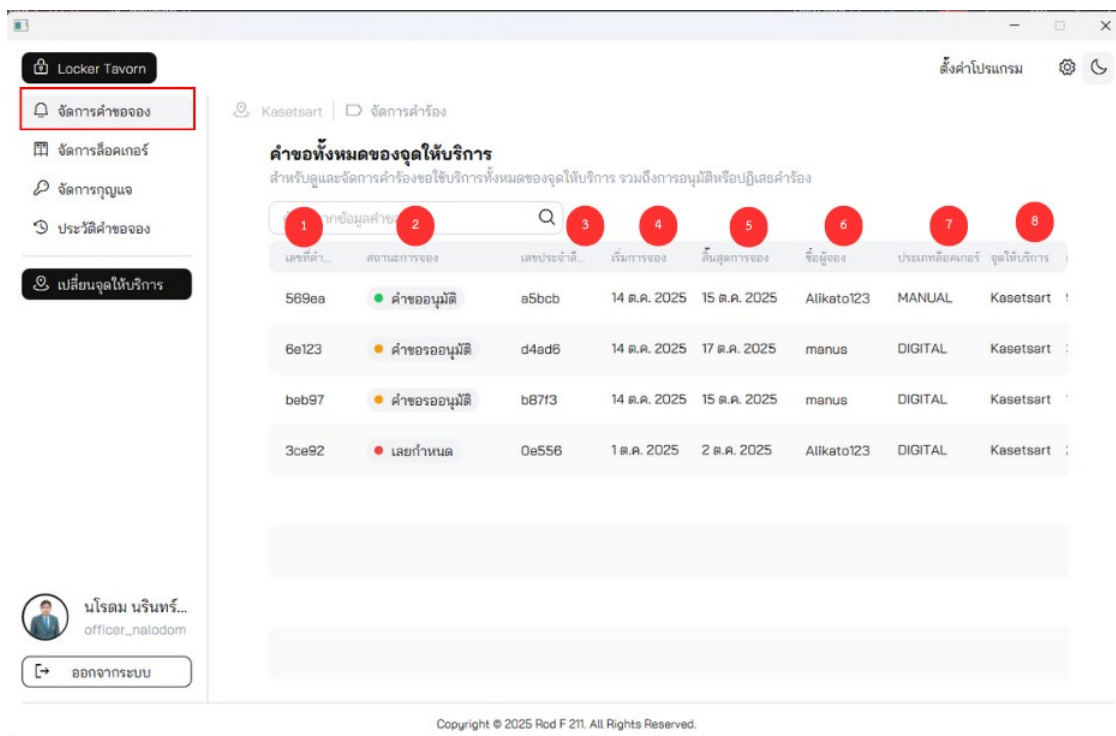 Locker Tavorn
ตั้งค่าโปรแกรม
จัดการคำขอจอง
จัดการล็อคเกอร์
จัดการกุญแจ
ประวัติคำขอจอง
เปลี่ยนจุดให้บริการ
Kasetsart | จัดการคำร้อง
คำขอทั้งหมดของจุดให้บริการ
สำหรับดูและจัดการคำร้องขอใช้บริการทั้งหมดของจุดให้บริการ รวมถึงการอนุมัติหรือปฏิเสธคำร้อง
1 2 3 4 5 6 7 8
เลขที่คำ... สถานะการจอง เลขประจำล็... เริ่มการจอง สิ้นสุดการจอง ชื่อผู้จอง ประเภทล็อคเกอร์ จุดให้บริการ
569ea คำขออนุมัติ a5bcb 14 ต.ค. 2025 15 ต.ค. 2025 Alikato123 MANUAL Kasetsart
6e123 คำขอรออนุมัติ d4ad6 14 ต.ค. 2025 17 ต.ค. 2025 manus DIGITAL Kasetsart
beb97 คำขอรออนุมัติ b87f3 14 ต.ค. 2025 15 ต.ค. 2025 manus DIGITAL Kasetsart
3ce92 เลยกำหนด 0e556 1 ต.ค. 2025 2 ต.ค. 2025 Alikato123 DIGITAL Kasetsart
นโรดม นรินทร์...
officer_nalodom
ออกจากระบบ
Copyright © 2025 Rod F 211. All Rights Reserved.